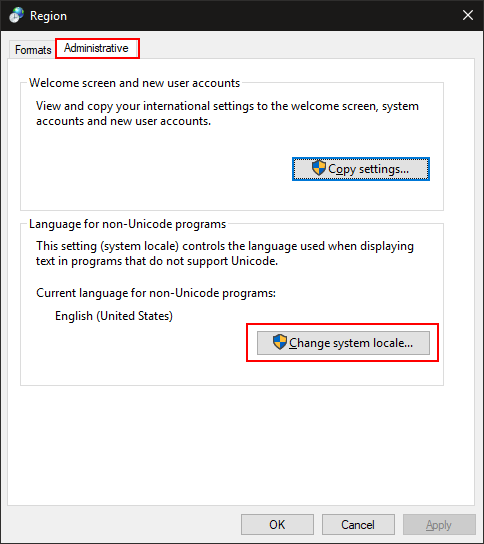 Region
Formats
Administrative
Welcome screen and new user accounts
View and copy your international settings to the welcome screen, system
accounts and new user accounts.
Copy settings...
Language for non-Unicode programs
This setting (system locale) controls the language used when displaying
text in programs that do not support Unicode.
Current language for non-Unicode programs:
English (United States)
Change system locale...
OK
Cancel
Apply